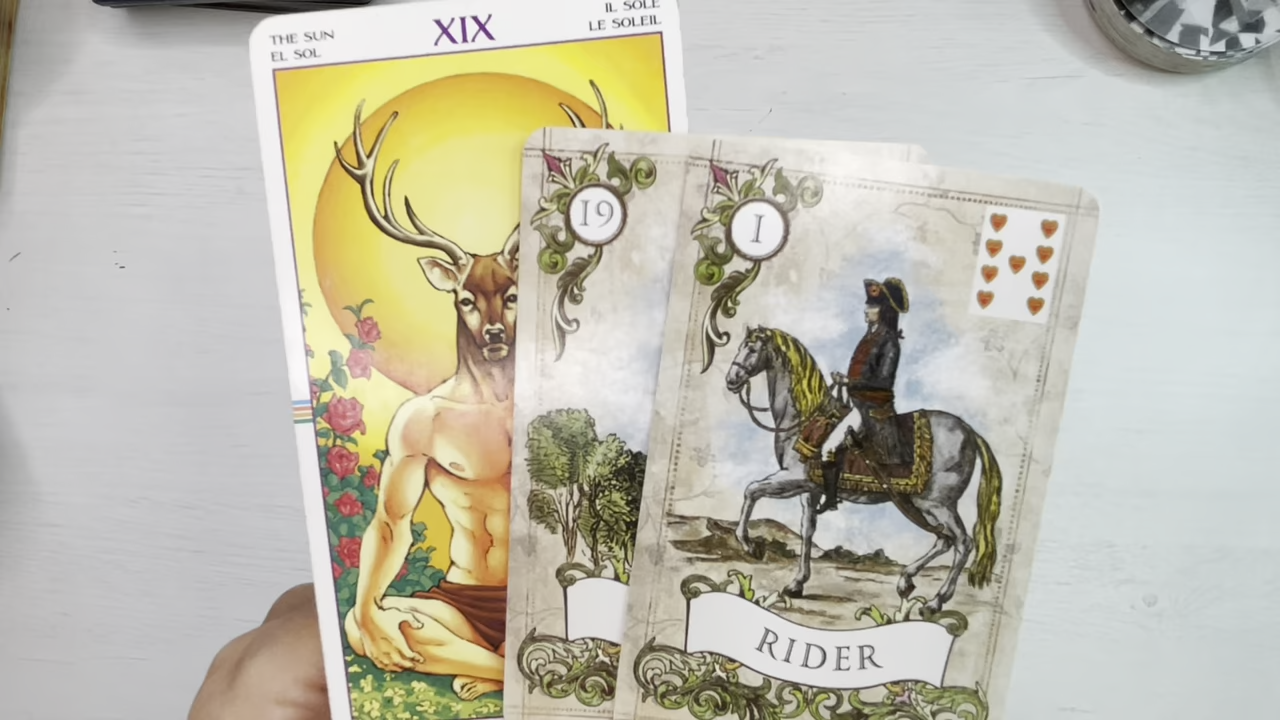 THE SUN
EL SOL
XIX
IL SOLE
LE SOLEIL
19
I
RIDER